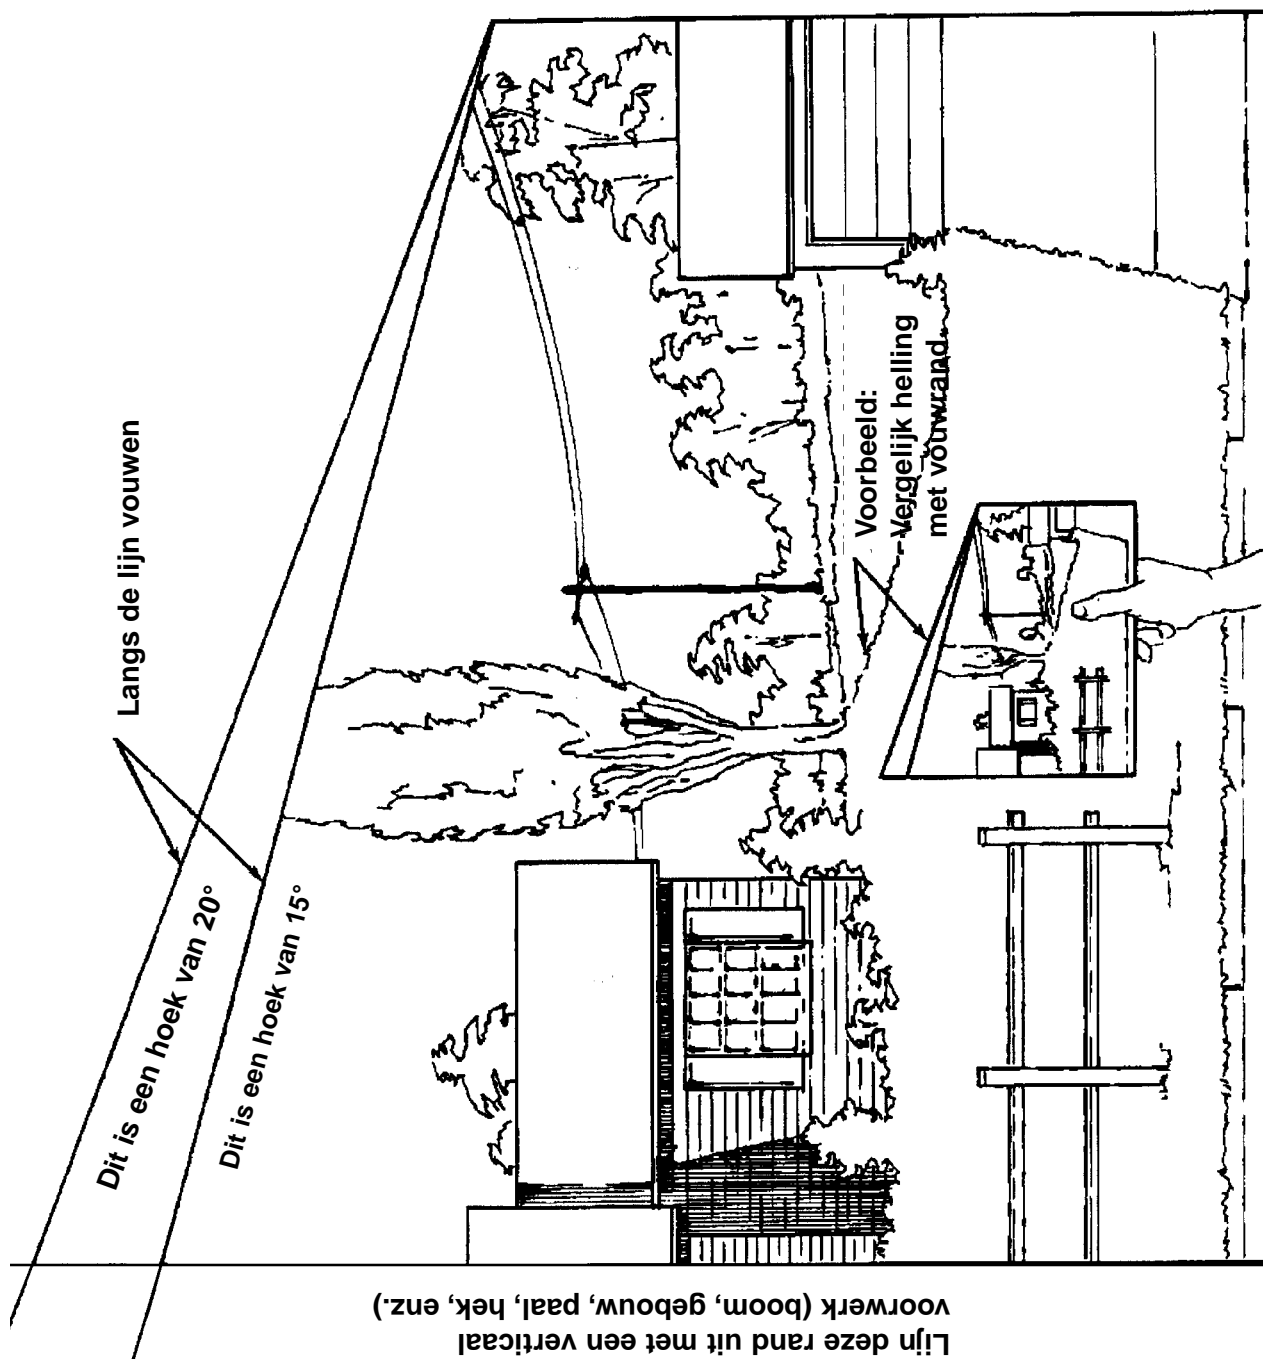 Langs de lijn vouwen
Dit is een hoek van 20°
Dit is een hoek van 15°
Voorbeeld:
Vergelijk helling
met vouwrand
Lijn deze rand uit met een verticaal
voorwerk (boom, gebouw, paal, hek, enz.)